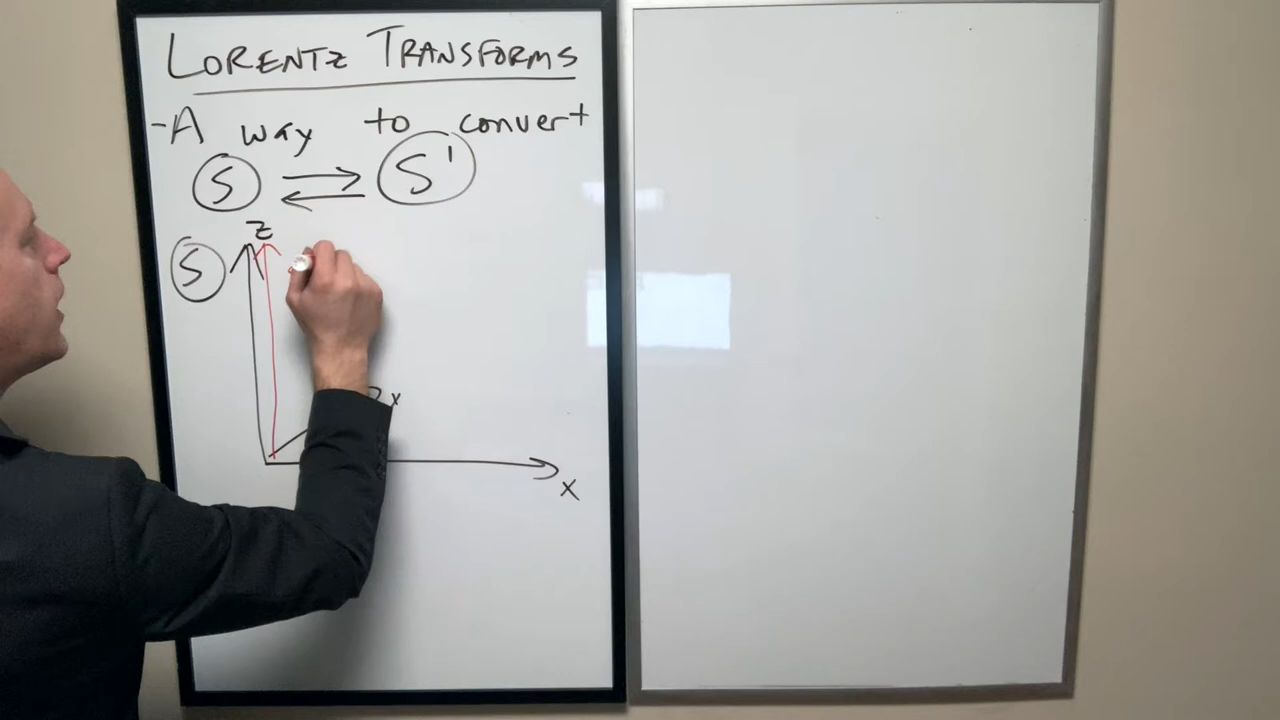 LORENTZ TRANSFORMS
-A way to convert
S S'
z
S
x
x